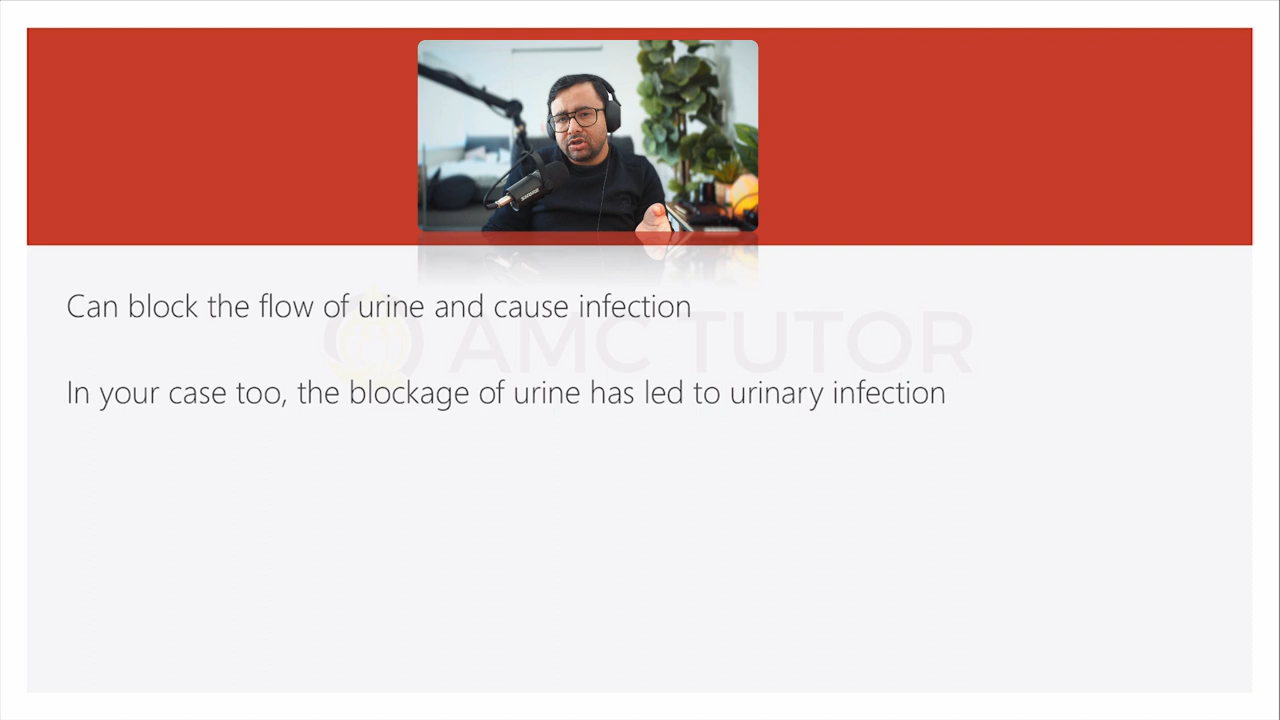 SHURE
Can block the flow of urine and cause infection
AMC TUTOR
In your case too, the blockage of urine has led to urinary infection